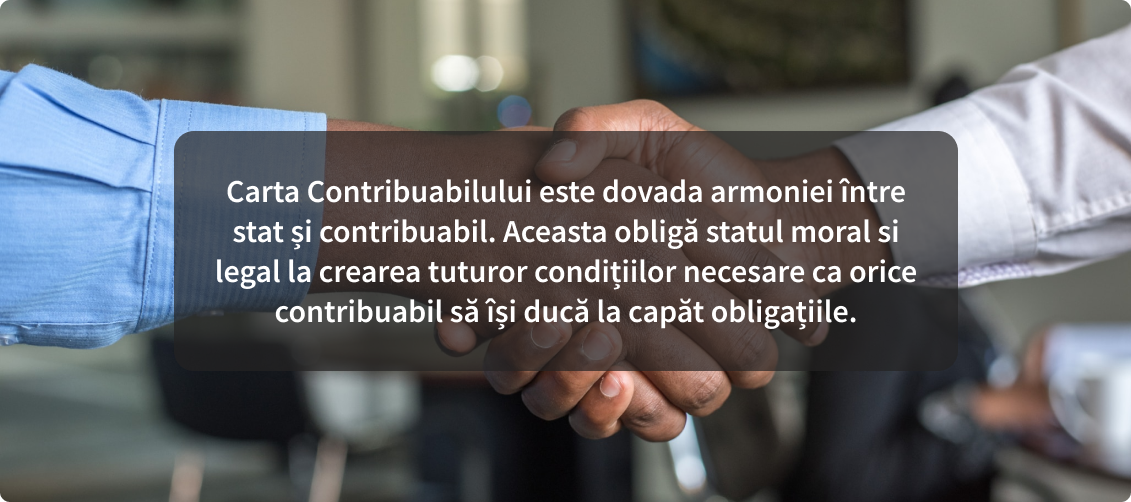 Carta Contribuabilului este dovada armoniei între
stat și contribuabil. Aceasta obligă statul moral si
legal la crearea tuturor condițiilor necesare ca orice
contribuabil să își ducă la capăt obligațiile.